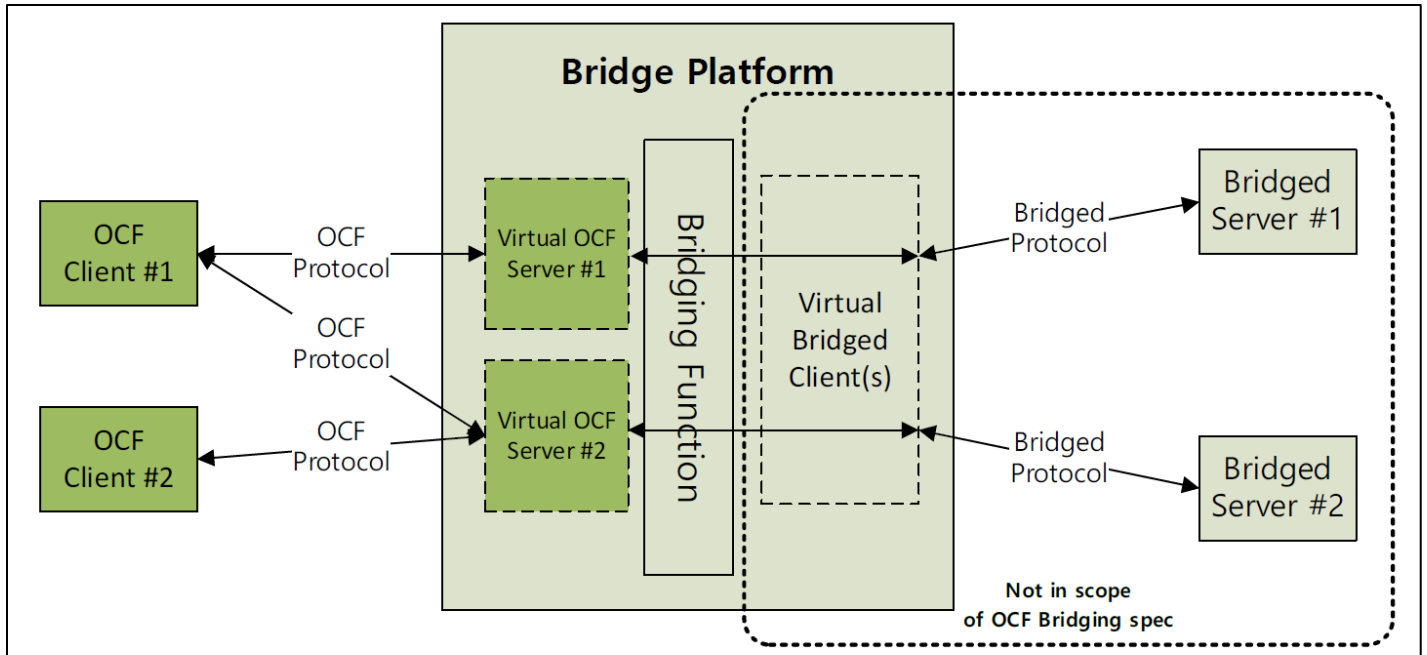 Bridge Platform
OCF
Client #1
OCF
Protocol
OCF
Protocol
OCF
Client #2
OCF
Protocol
Virtual OCF
Server #1
Virtual OCF
Server #2
Bridging Function
Virtual
Bridged
Client(s)
Bridged
Protocol
Bridged
Protocol
Bridged
Server #1
Bridged
Server #2
Not in scope
of OCF Bridging spec